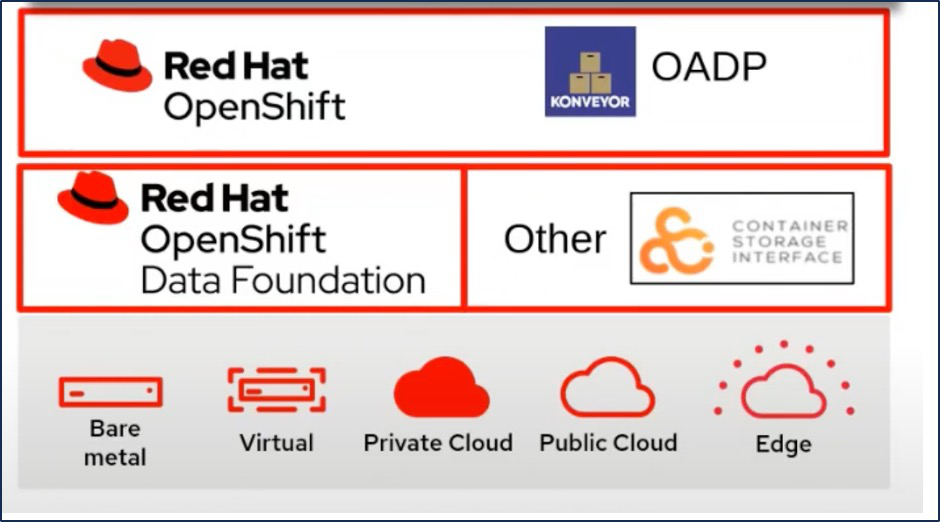 Red Hat
OpenShift
KONVEYOR
OADP
Red Hat
OpenShift
Data Foundation
Other
CONTAINER
STORAGE
INTERFACE
Bare
metal
Virtual
Private Cloud
Public Cloud
Edge